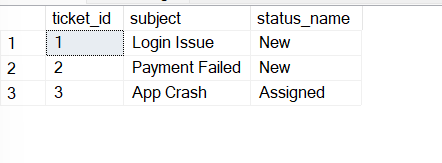 ticket_id subject status_name
1 1 Login Issue New
2 2 Payment Failed New
3 3 App Crash Assigned